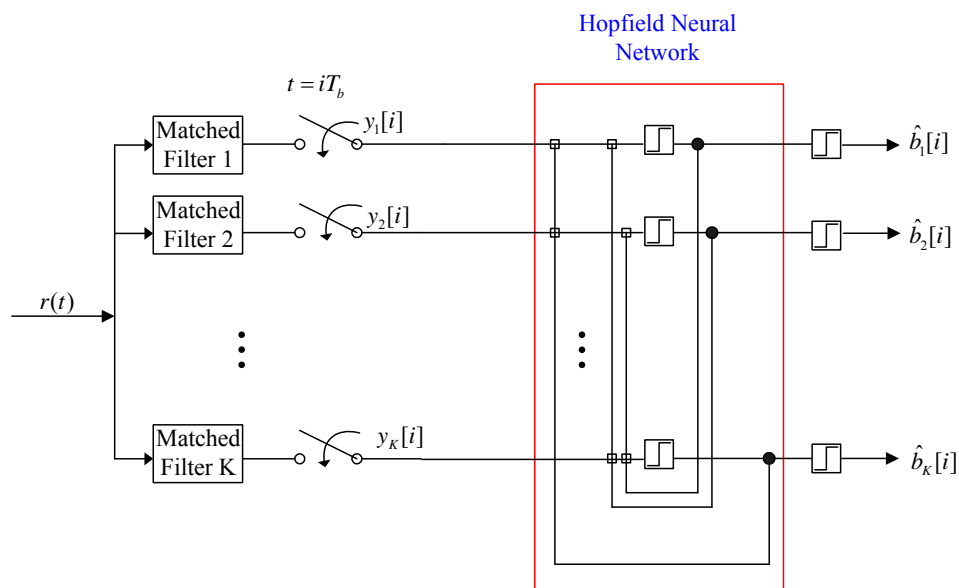 Hopfield Neural
Network
t = iT_b
Matched
Filter 1
y_1[i]
b̂_1[i]
Matched
Filter 2
y_2[i]
b̂_2[i]
r(t)
Matched
Filter K
y_K[i]
b̂_K[i]